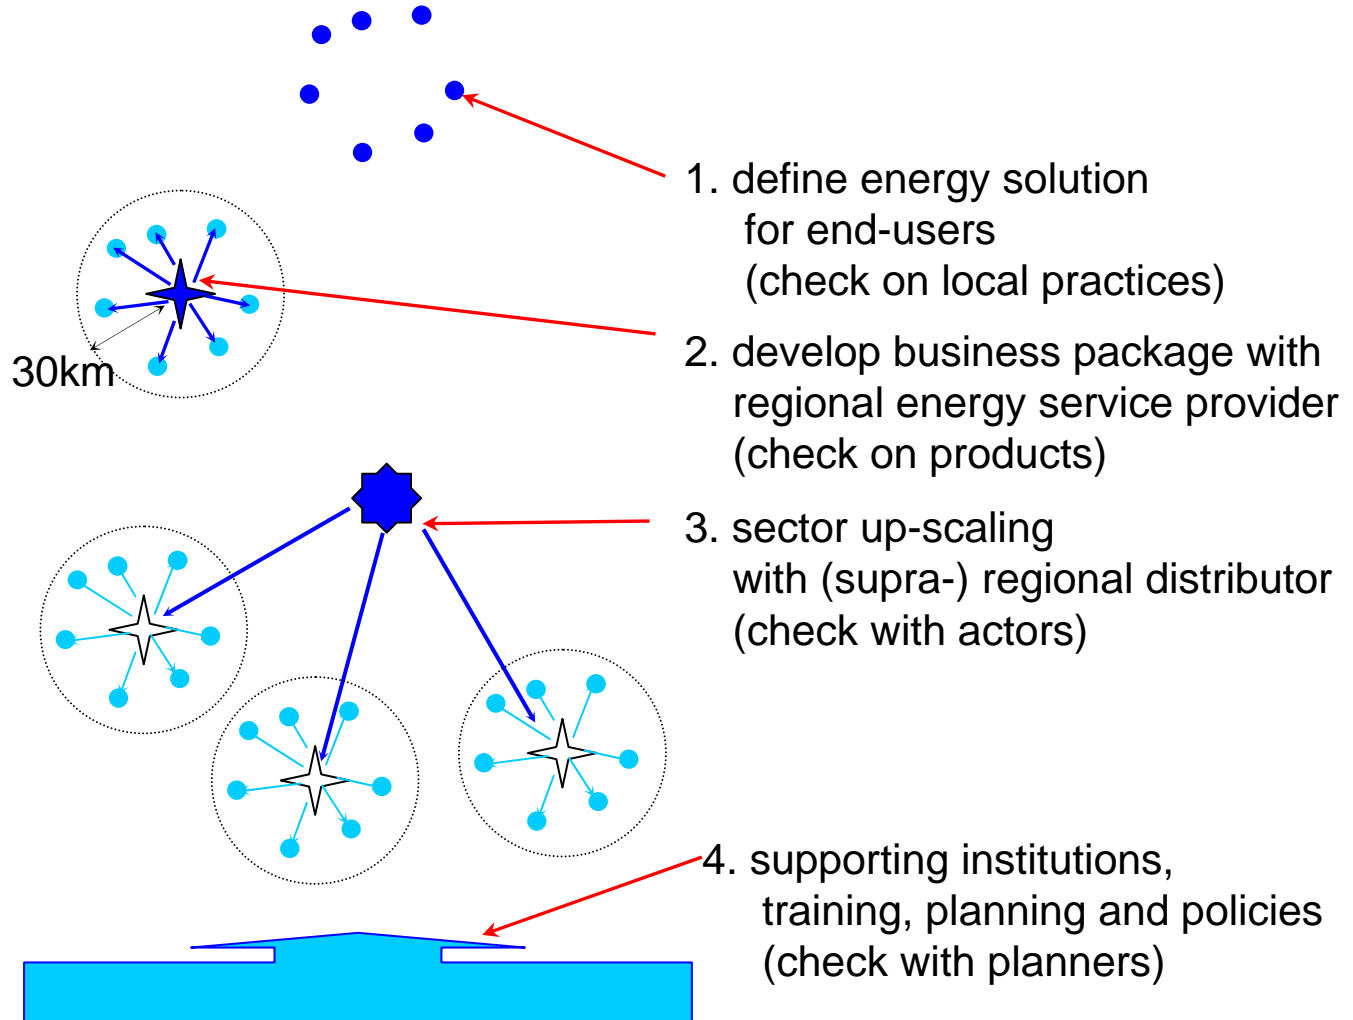 1. define energy solution
for end-users
(check on local practices)
2. develop business package with
regional energy service provider
(check on products)
30km
3. sector up-scaling
with (supra-) regional distributor
(check with actors)
4. supporting institutions,
training, planning and policies
(check with planners)